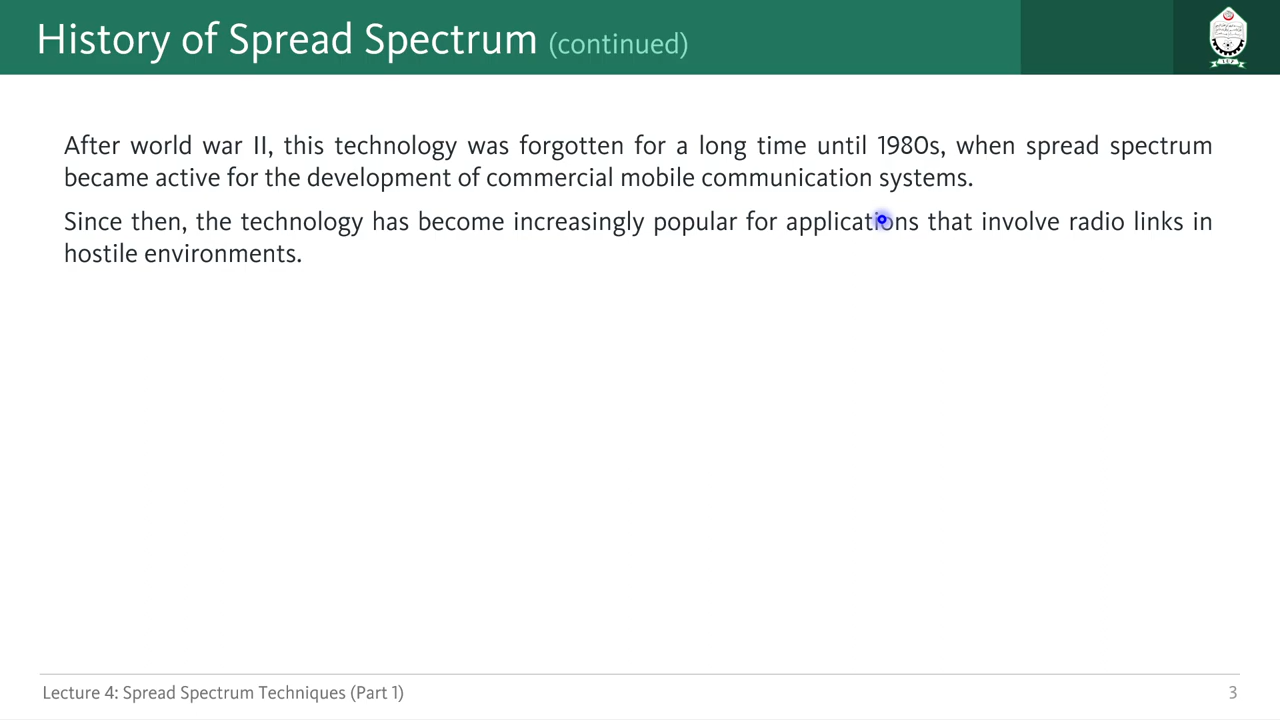 History of Spread Spectrum (continued)
After world war II, this technology was forgotten for a long time until 1980s, when spread spectrum
became active for the development of commercial mobile communication systems.
Since then, the technology has become increasingly popular for applications that involve radio links in
hostile environments.
Lecture 4: Spread Spectrum Techniques (Part 1)
3